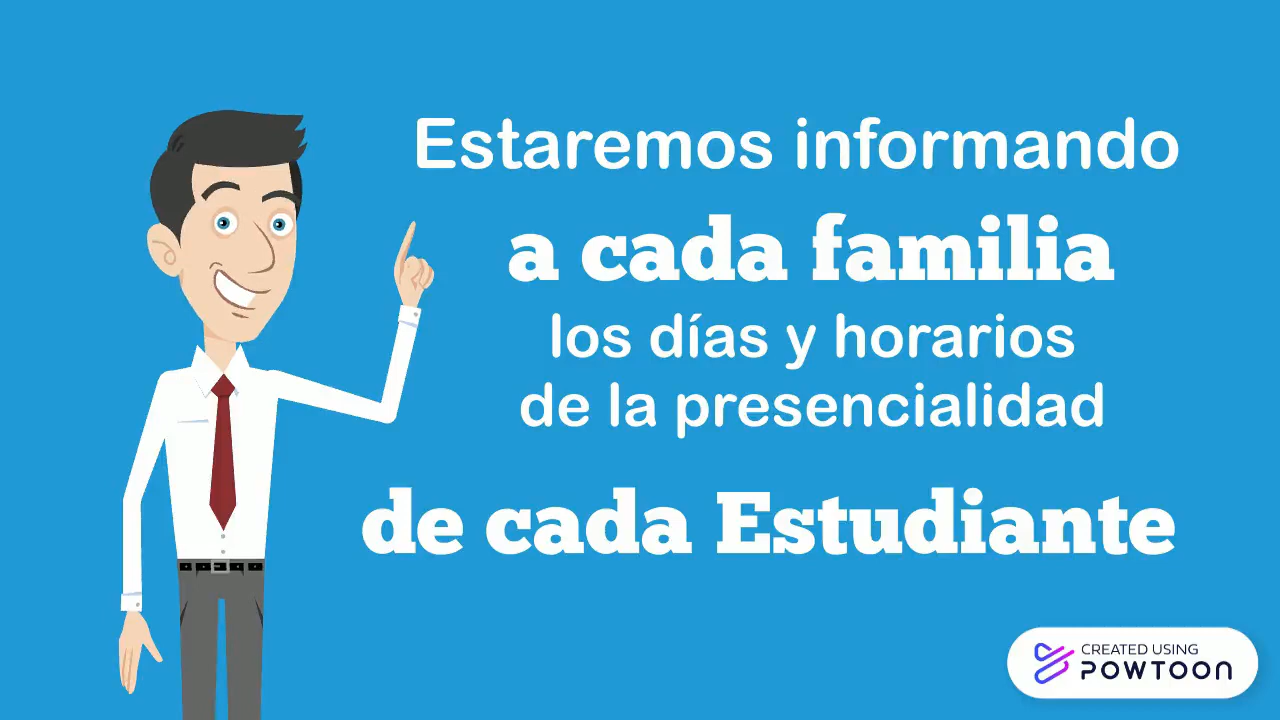 Estaremos informando
a cada familia
los días y horarios
de la presencialidad
de cada Estudiante
CREATED USING
POWTOON